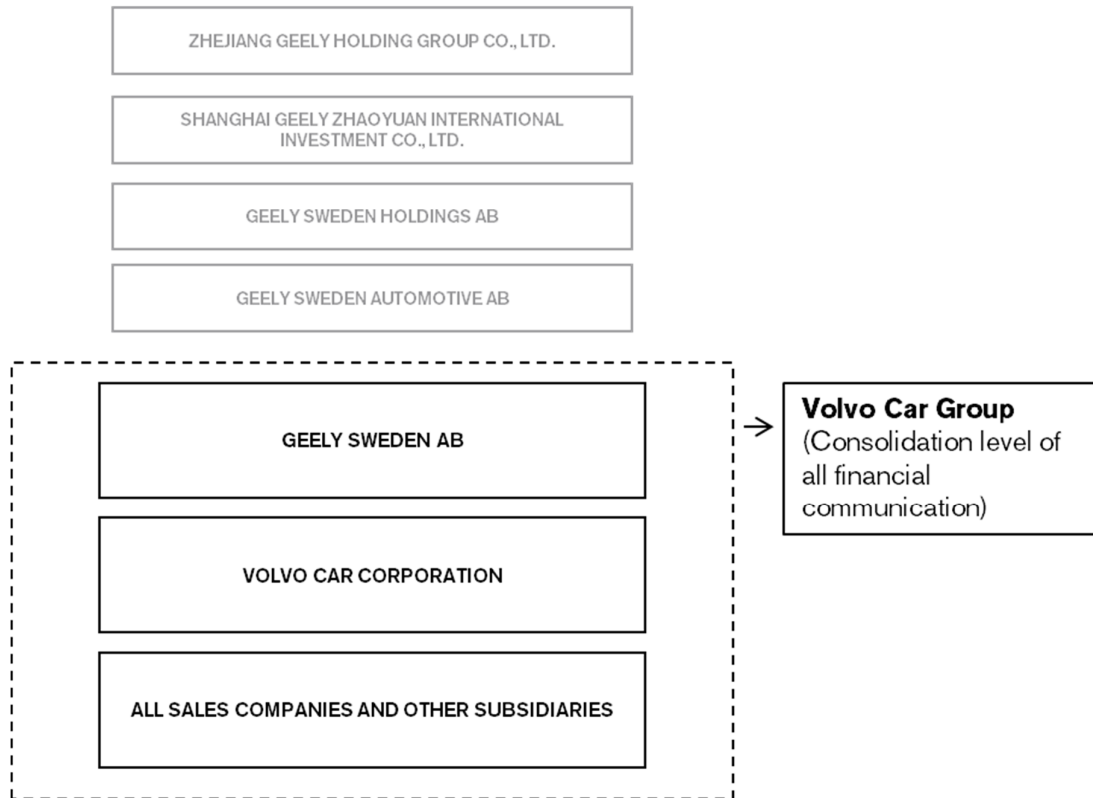 ZHEJIANG GEELY HOLDING GROUP CO., LTD.
SHANGHAI GEELY ZHAOYUAN INTERNATIONAL
INVESTMENT CO., LTD.
GEELY SWEDEN HOLDINGS AB
GEELY SWEDEN AUTOMOTIVE AB
GEELY SWEDEN AB
Volvo Car Group
(Consolidation level of
all financial
communication)
VOLVO CAR CORPORATION
ALL SALES COMPANIES AND OTHER SUBSIDIARIES